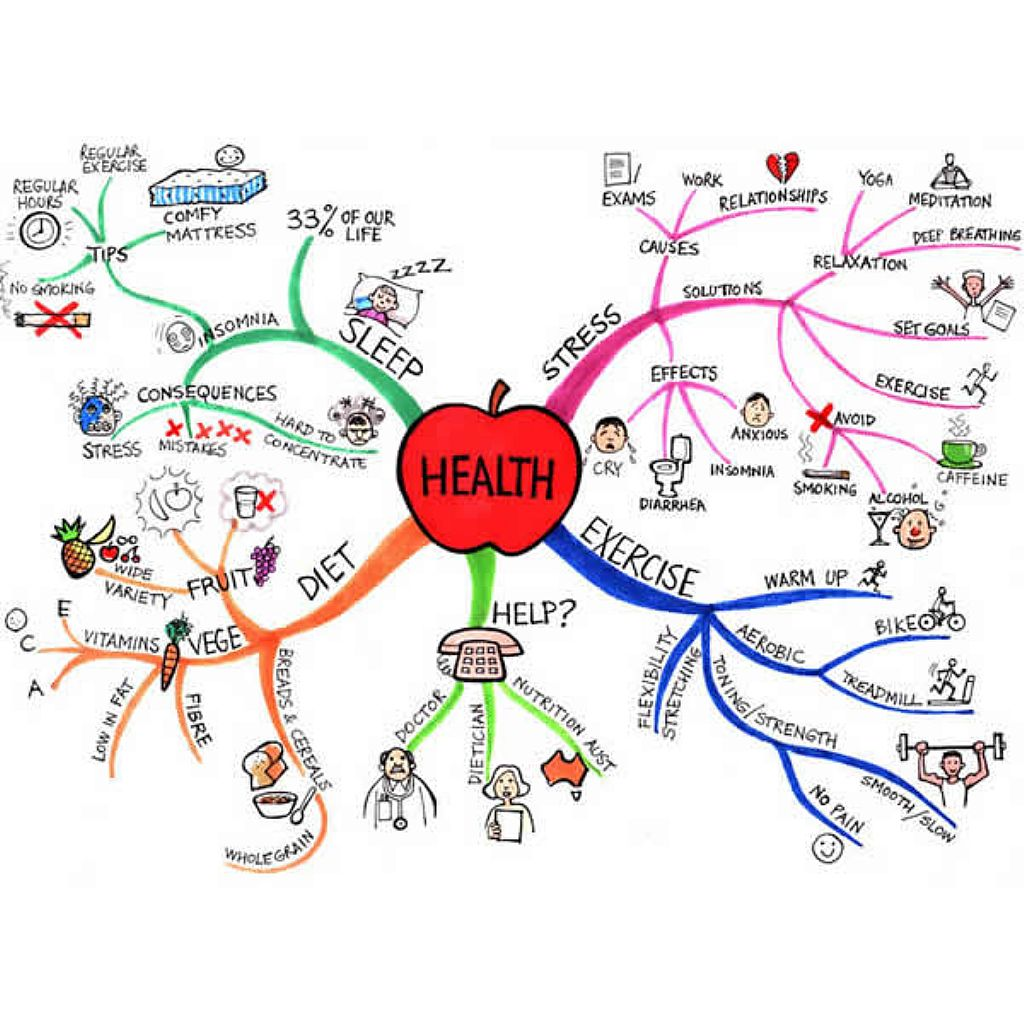 HEALTH
SLEEP
ZZZZ
33% OF OUR
LIFE
INSOMNIA
TIPS
REGULAR
EXERCISE
REGULAR
HOURS
COMFY
MATTRESS
NO SMOKING
CONSEQUENCES
STRESS
MISTAKES
HARD TO
CONCENTRATE
STRESS
CAUSES
EXAMS
WORK
RELATIONSHIPS
SOLUTIONS
RELAXATION
YOGA
MEDITATION
DEEP BREATHING
SET GOALS
EXERCISE
AVOID
SMOKING
ALCOHOL
CAFFEINE
EFFECTS
CRY
DIARRHEA
INSOMNIA
ANXIOUS
EXERCISE
WARM UP
AEROBIC
BIKE
TREADMILL
TONING/STRENGTH
SMOOTH/SLOW
NO PAIN
FLEXIBILITY
STRETCHING
HELP?
DOCTOR
DIETICIAN
NUTRITION AUST
DIET
FRUIT
WIDE
VARIETY
VEGE
VITAMINS
E
C
A
LOW IN FAT
FIBRE
BREADS & CEREALS
WHOLEGRAIN